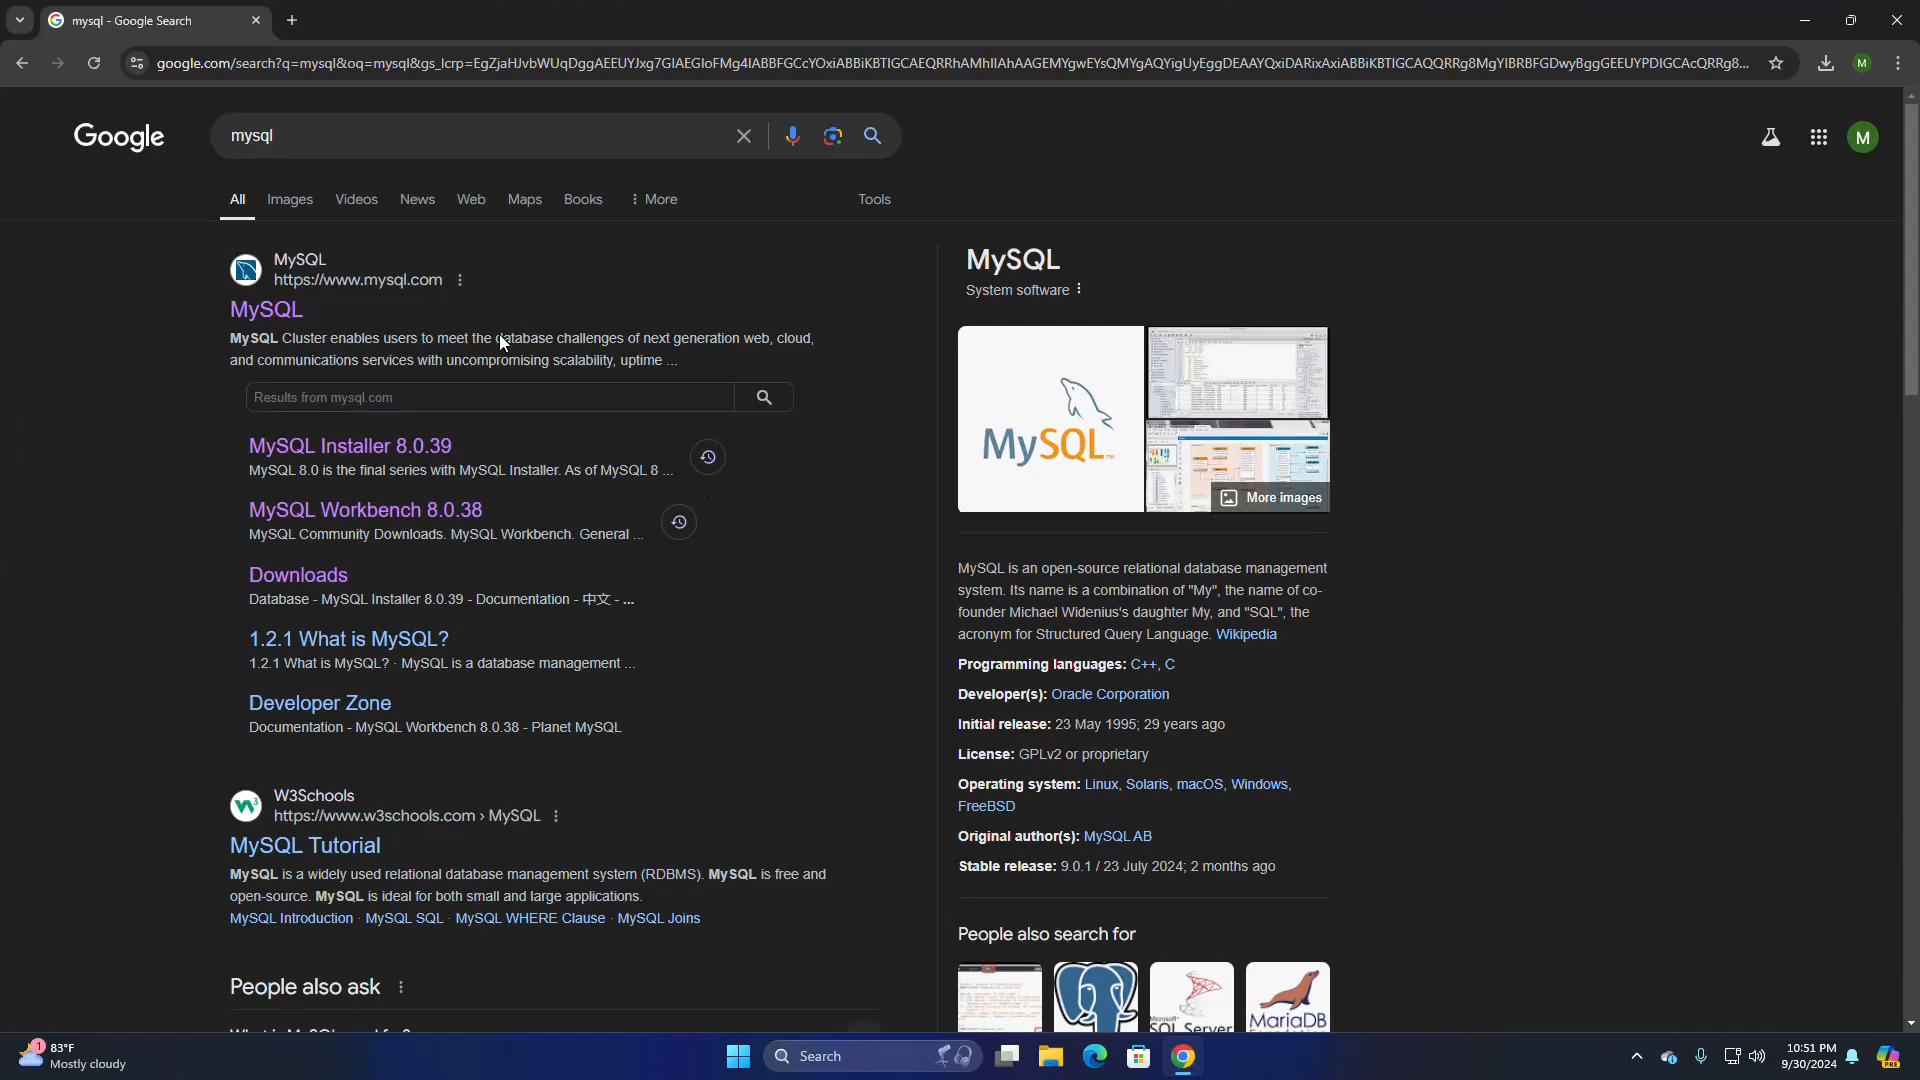 mysql - Google Search
google.com/search?q=mysql&oq=mysql&gs_lcrp=
Google
mysql
All Images Videos News Web Maps Books More Tools
MySQL
https://www.mysql.com
MySQL
MySQL Cluster enables users to meet the database challenges of next generation web, cloud,
and communications services with uncompromising scalability, uptime ...
Results from mysql.com
MySQL Installer 8.0.39
MySQL 8.0 is the final series with MySQL Installer. As of MySQL 8 ...
MySQL Workbench 8.0.38
MySQL Community Downloads. MySQL Workbench. General ...
Downloads
Database - MySQL Installer 8.0.39 - Documentation - 中文 - ...
1.2.1 What is MySQL?
1.2.1 What is MySQL? · MySQL is a database management ...
Developer Zone
Documentation - MySQL Workbench 8.0.38 - Planet MySQL
W3Schools
https://www.w3schools.com › MySQL
MySQL Tutorial
MySQL is a widely used relational database management system (RDBMS). MySQL is free and
open-source. MySQL is ideal for both small and large applications.
MySQL Introduction · MySQL SQL · MySQL WHERE Clause · MySQL Joins
People also ask
MySQL
System software
MySQL
More images
MySQL is an open-source relational database management
system. Its name is a combination of "My", the name of co-
founder Michael Widenius's daughter My, and "SQL", the
acronym for Structured Query Language. Wikipedia
Programming languages: C++, C
Developer(s): Oracle Corporation
Initial release: 23 May 1995; 29 years ago
License: GPLv2 or proprietary
Operating system: Linux, Solaris, macOS, Windows,
FreeBSD
Original author(s): MySQL AB
Stable release: 9.0.1 / 23 July 2024; 2 months ago
People also search for
Microsoft
SQL Server
MariaDB
M
M
1
83°F
Mostly cloudy
Search
10:51 PM
9/30/2024
PRE